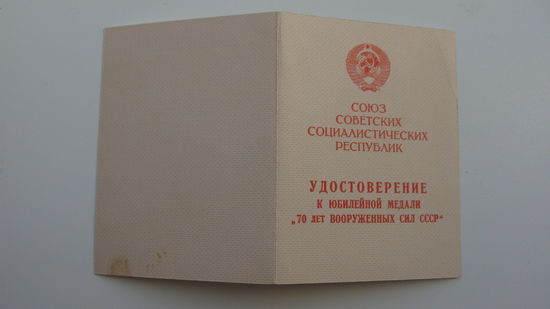 СОЮЗ
СОВЕТСКИХ
СОЦИАЛИСТИЧЕСКИХ
РЕСПУБЛИК
УДОСТОВЕРЕНИЕ
К ЮБИЛЕЙНОЙ МЕДАЛИ
„70 ЛЕТ ВООРУЖЕННЫХ СИЛ СССР“